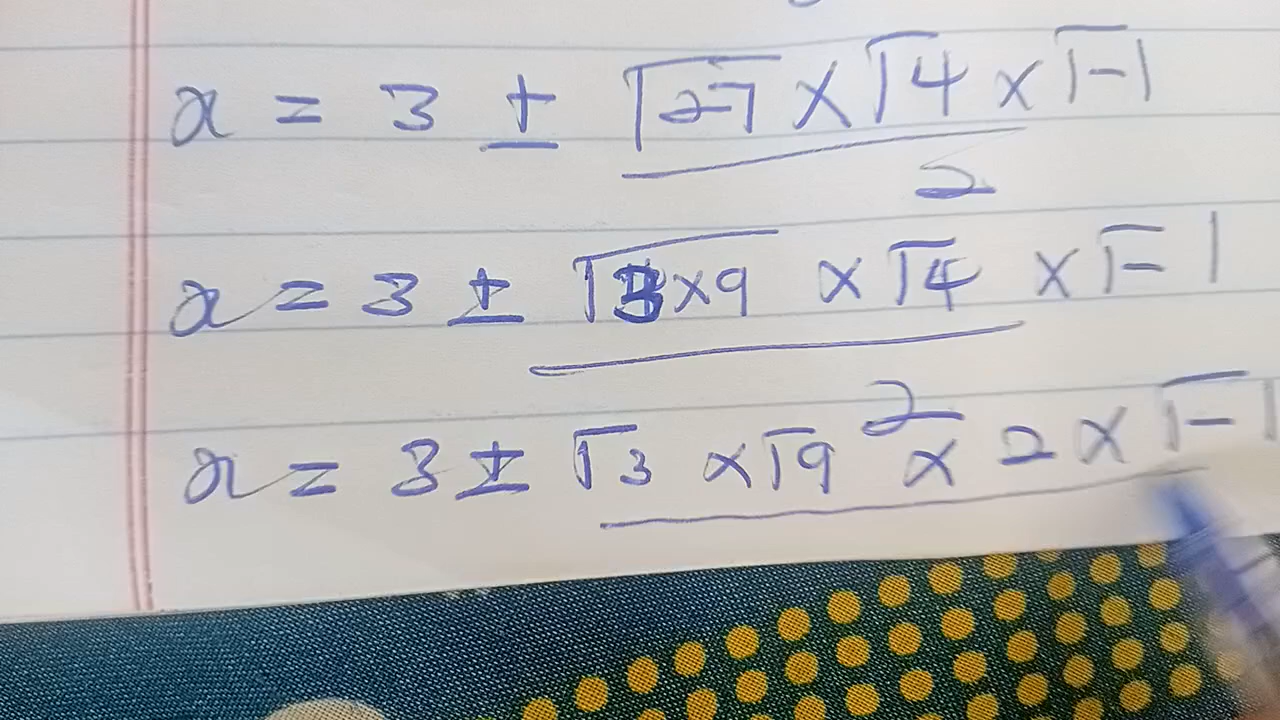 x = 3 ± √27 × √4 × √-1
2
x = 3 ± √3×9 × √4 × √-1
2
x = 3 ± √3 × √9 × 2 × √-1